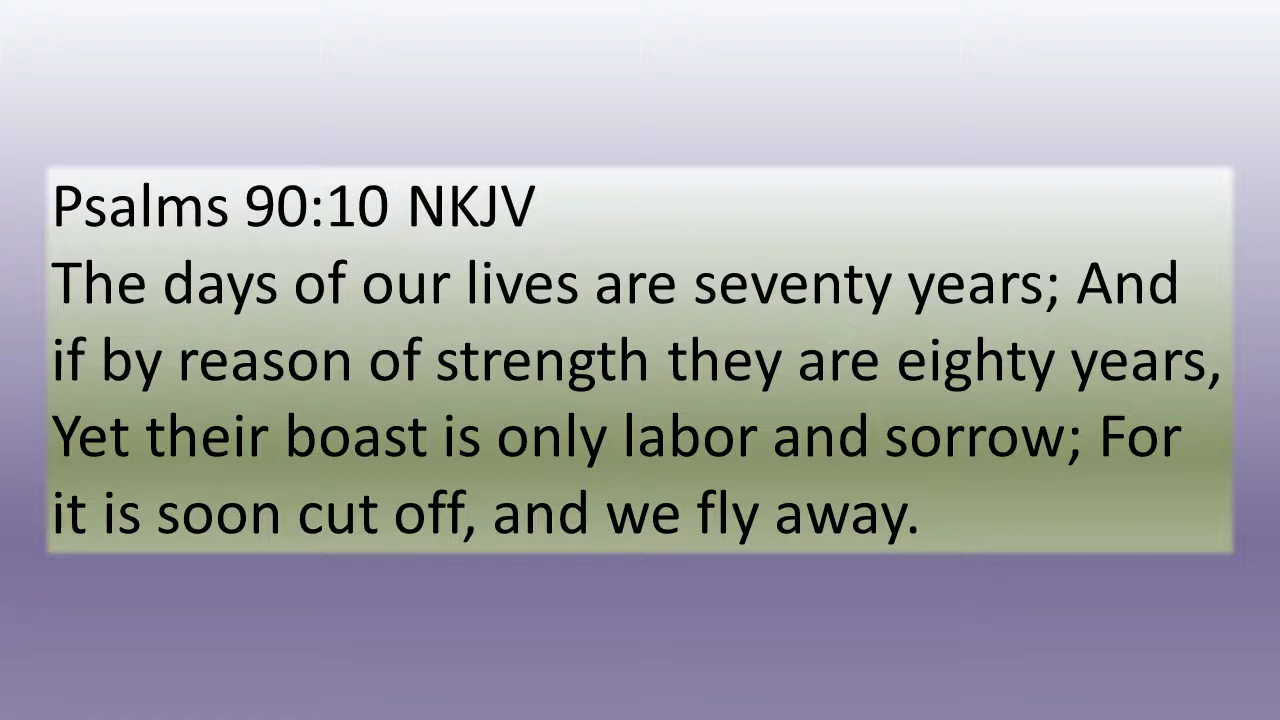 Psalms 90:10 NKJV
The days of our lives are seventy years; And
if by reason of strength they are eighty years,
Yet their boast is only labor and sorrow; For
it is soon cut off, and we fly away.